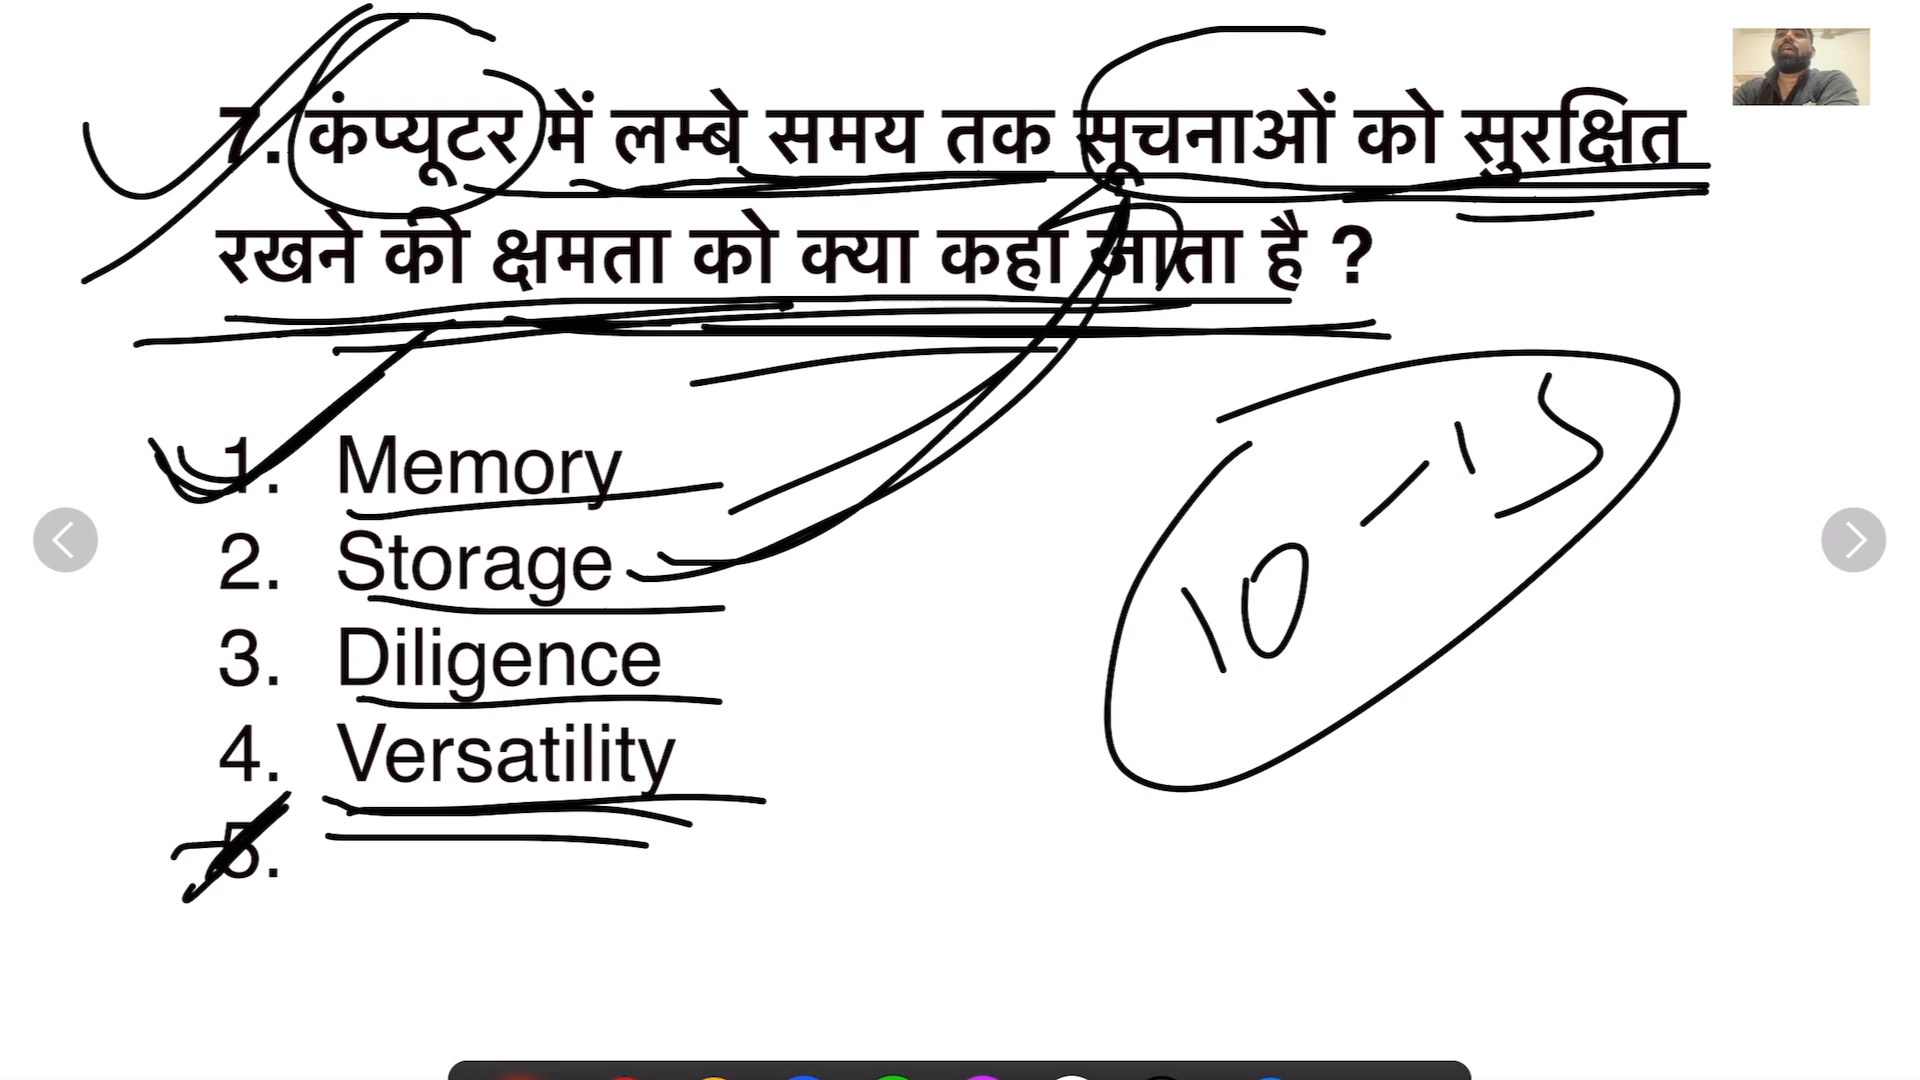 7. कंप्यूटर में लम्बे समय तक सूचनाओं को सुरक्षित
रखने की क्षमता को क्या कहा जाता है ?
1. Memory
2. Storage
3. Diligence
4. Versatility
5.
10-15